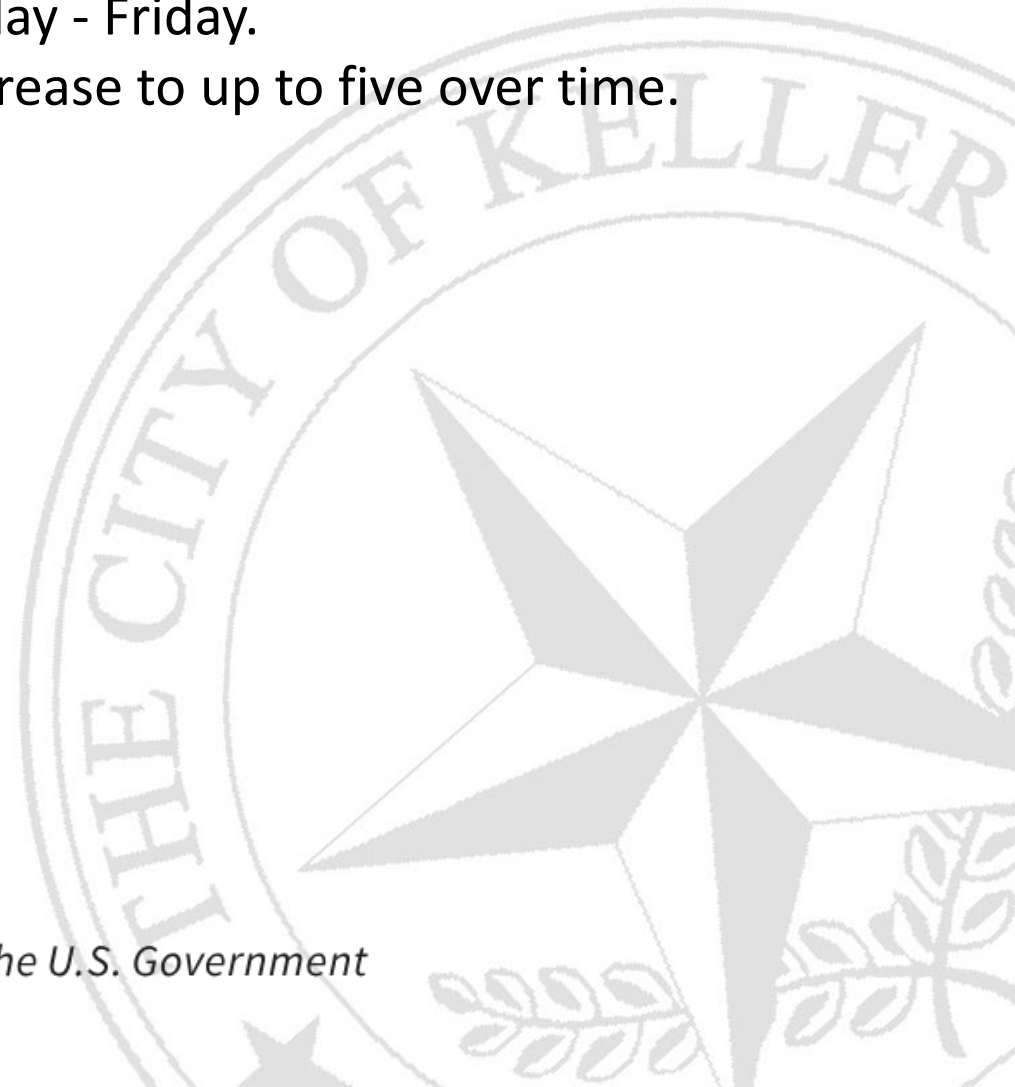 lay - Friday.
rease to up to five over time.
THE CITY OF KELLER
he U.S. Government